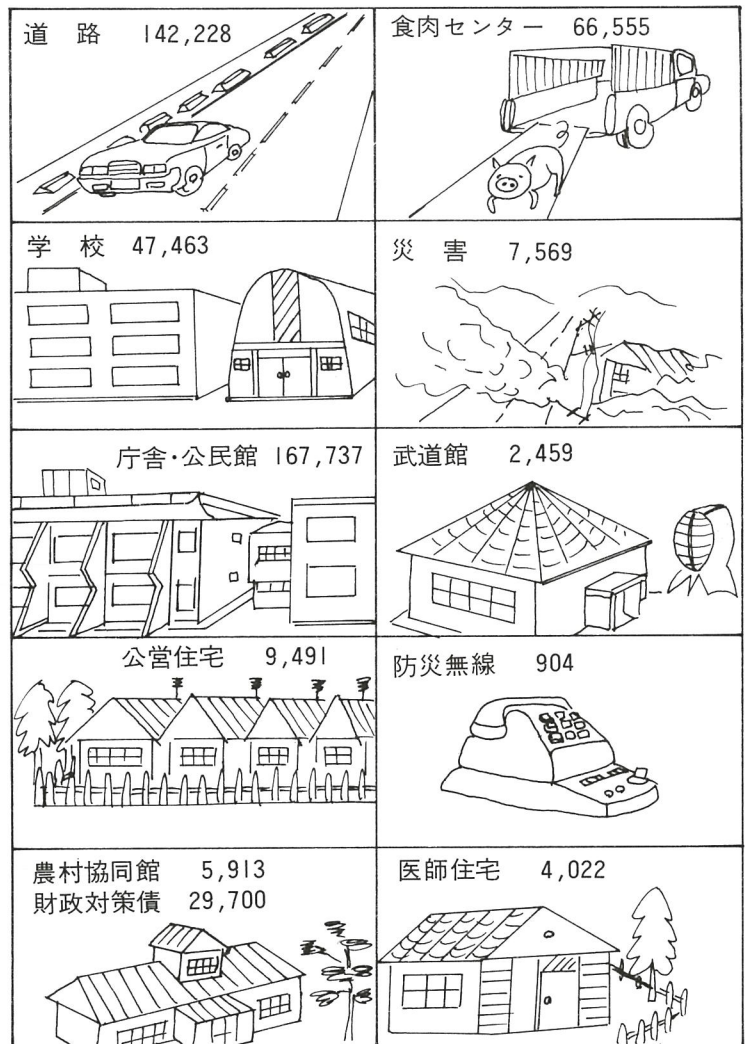 道　路　142,228
食肉センター　66,555
学　校　47,463
災　害　7,569
庁舎・公民館　167,737
武道館　2,459
公営住宅　9,491
防災無線　904
農村協同館　5,913
財政対策債　29,700
医師住宅　4,022